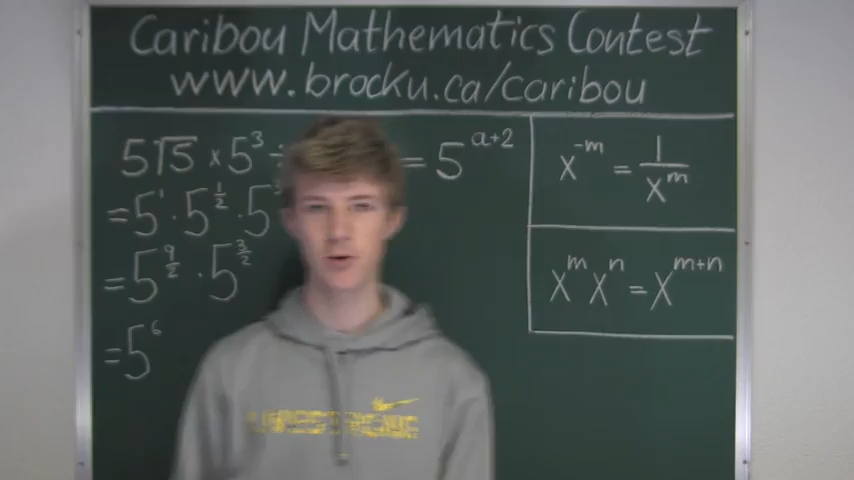 Caribou Mathematics Contest
www.brocku.ca/caribou
5√5 × 5³ ÷ = 5^{a+2}
= 5¹ · 5^{1/2} · 5
= 5^{9/2} · 5^{3/2}
= 5⁶
x^{-m} = 1/x^m
x^m x^n = x^{m+n}